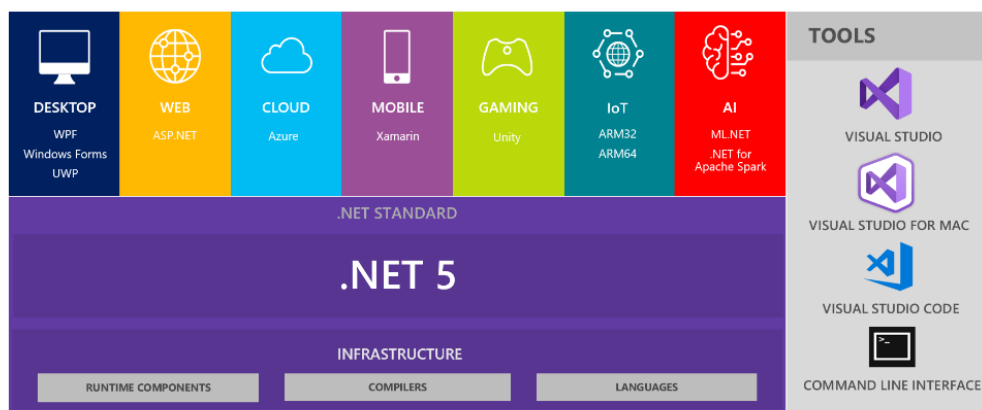 DESKTOP
WPF
Windows Forms
UWP
WEB
ASP.NET
CLOUD
Azure
MOBILE
Xamarin
GAMING
Unity
IoT
ARM32
ARM64
AI
ML.NET
.NET for
Apache Spark
.NET STANDARD
.NET 5
INFRASTRUCTURE
RUNTIME COMPONENTS
COMPILERS
LANGUAGES
TOOLS
VISUAL STUDIO
VISUAL STUDIO FOR MAC
VISUAL STUDIO CODE
>_
COMMAND LINE INTERFACE